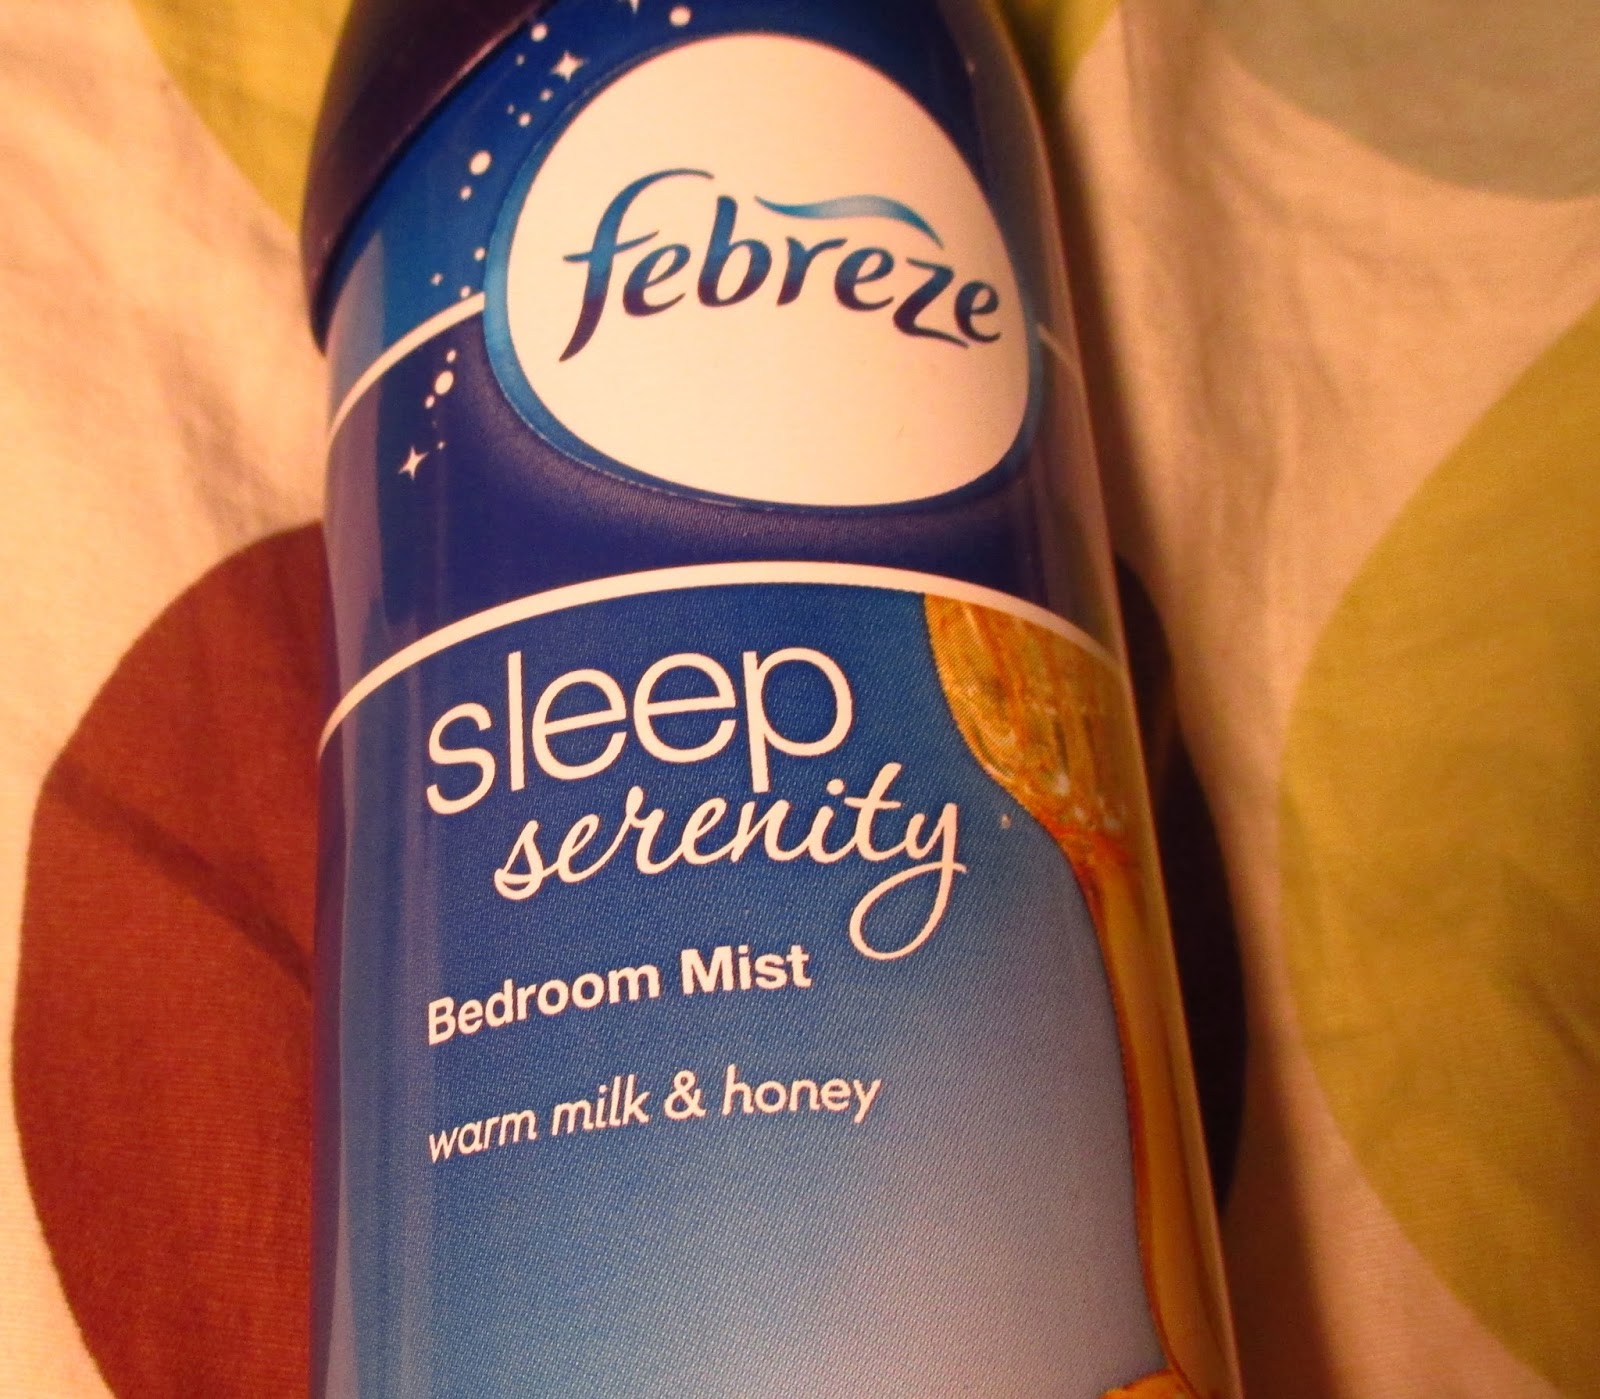 febreze
sleep
serenity
Bedroom Mist
warm milk & honey